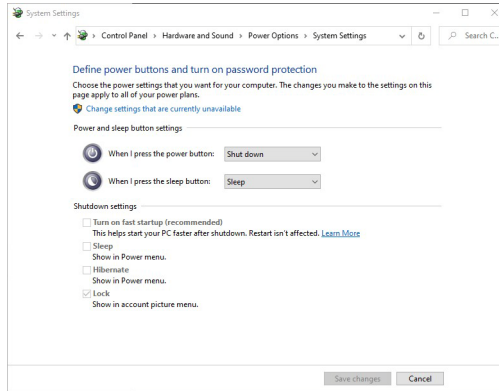 System Settings
Control Panel > Hardware and Sound > Power Options > System Settings
Search C...
Define power buttons and turn on password protection
Choose the power settings that you want for your computer. The changes you make to the settings on this
page apply to all of your power plans.
Change settings that are currently unavailable
Power and sleep button settings
When I press the power button: Shut down
When I press the sleep button: Sleep
Shutdown settings
Turn on fast startup (recommended)
This helps start your PC faster after shutdown. Restart isn't affected. Learn More
Sleep
Show in Power menu.
Hibernate
Show in Power menu.
Lock
Show in account picture menu.
Save changes Cancel